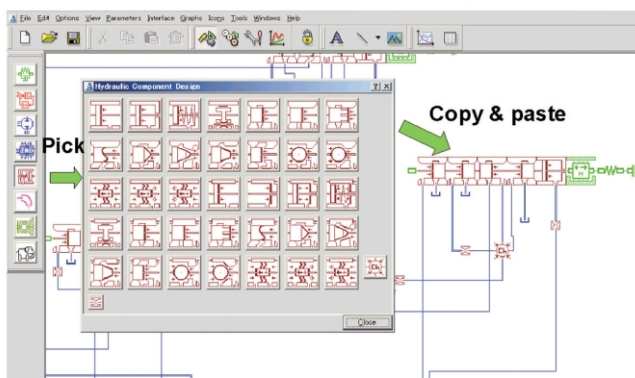 File Edit Options View Parameters Interface Graphs Icons Tools Windows Help
Hydraulic Component Design
Copy & paste
Pick
Close